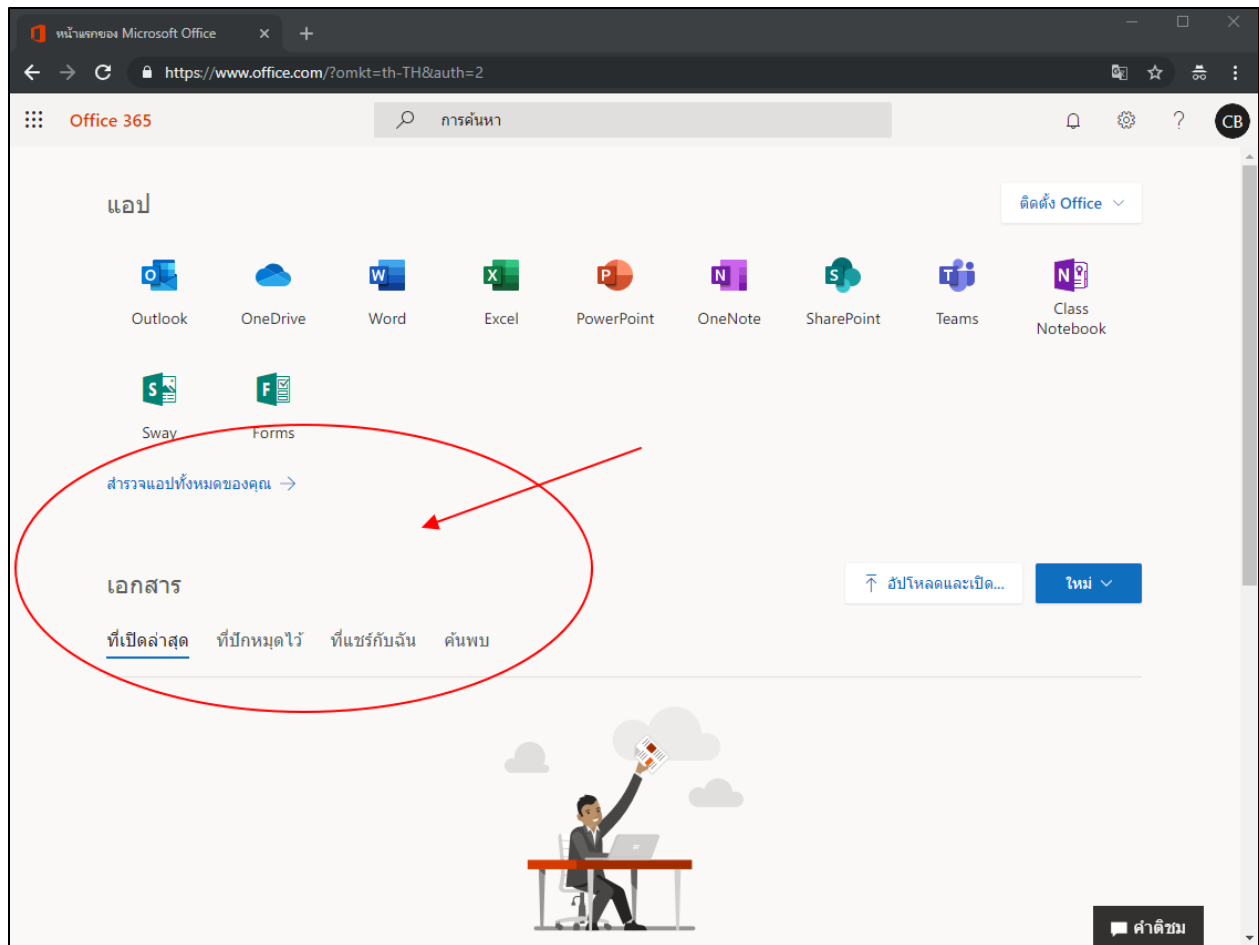 หน้าแรกของ Microsoft Office
https://www.office.com/?omkt=th-TH&auth=2
Office 365
การค้นหา
CB
แอป
ติดตั้ง Office
Outlook
OneDrive
Word
Excel
PowerPoint
OneNote
SharePoint
Teams
Class
Notebook
Sway
Forms
สำรวจแอปทั้งหมดของคุณ →
เอกสาร
อัปโหลดและเปิด...
ใหม่
ที่เปิดล่าสุด
ที่ปักหมุดไว้
ที่แชร์กับฉัน
ค้นพบ
คำติชม